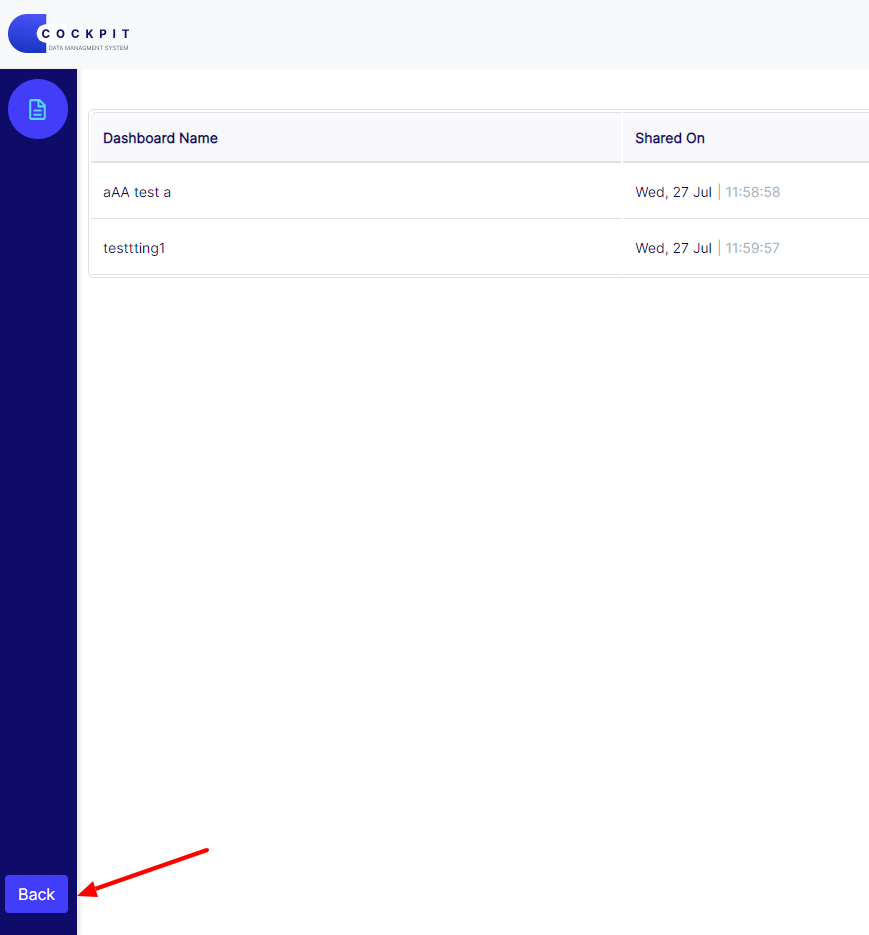 COCKPIT
DATA MANAGMENT SYSTEM
Dashboard Name Shared On
aAA test a Wed, 27 Jul | 11:58:58
testtting1 Wed, 27 Jul | 11:59:57
Back